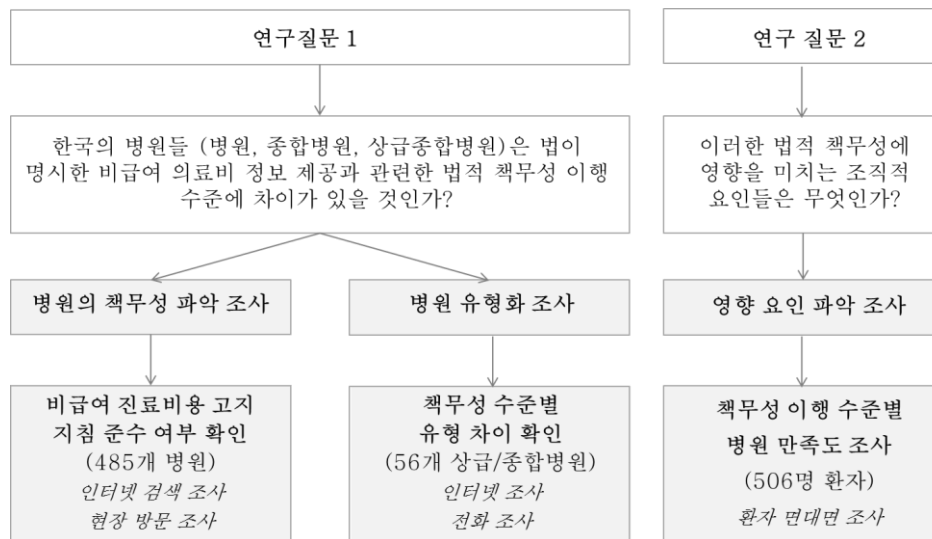 연구질문 1
한국의 병원들 (병원, 종합병원, 상급종합병원)은 법이
명시한 비급여 의료비 정보 제공과 관련한 법적 책무성 이행
수준에 차이가 있을 것인가?
병원의 책무성 파악 조사
비급여 진료비용 고지
지침 준수 여부 확인
(485개 병원)
인터넷 검색 조사
현장 방문 조사
병원 유형화 조사
책무성 수준별
유형 차이 확인
(56개 상급/종합병원)
인터넷 조사
전화 조사
연구 질문 2
이러한 법적 책무성에
영향을 미치는 조직적
요인들은 무엇인가?
영향 요인 파악 조사
책무성 이행 수준별
병원 만족도 조사
(506명 환자)
환자 면대면 조사